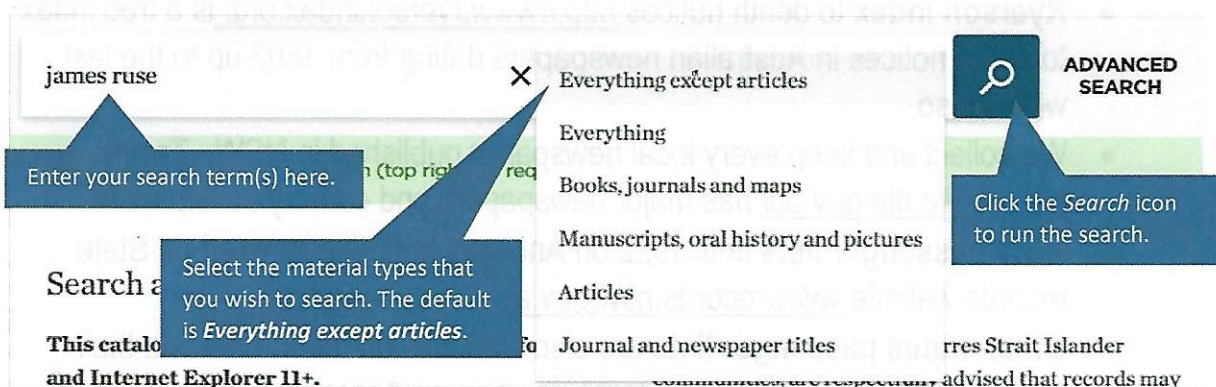 james ruse
×
Everything except articles
ADVANCED
SEARCH
Everything
Enter your search term(s) here.
(top
req
Books, journals and maps
Click the Search icon
to run the search.
Manuscripts, oral history and pictures
Select the material types that
you wish to search. The default
is Everything except articles.
Search
Articles
This catalo
Journal and newspaper titles
rres Strait Islander
and Internet Explorer 11+.
advised that records may